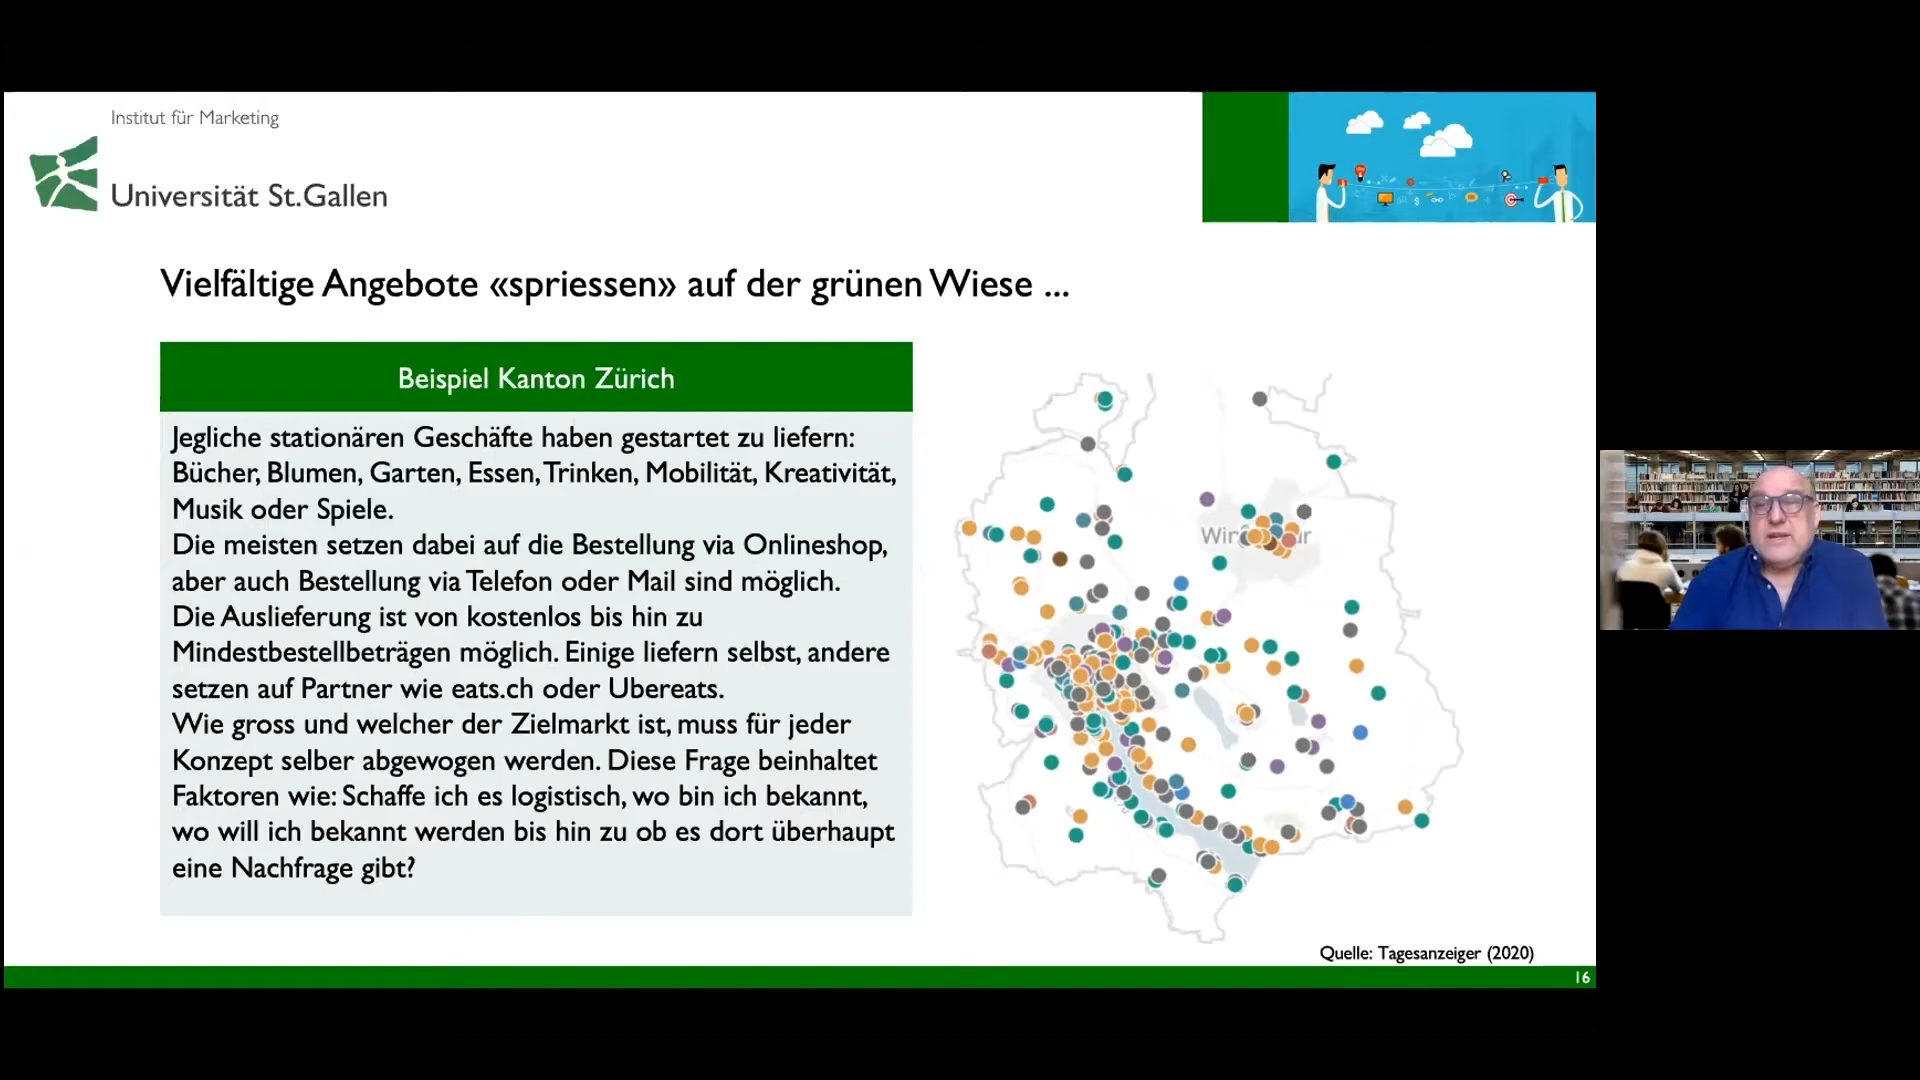 Institut für Marketing
Universität St.Gallen
Vielfältige Angebote «spriessen» auf der grünen Wiese ...
Beispiel Kanton Zürich
Jegliche stationären Geschäfte haben gestartet zu liefern:
Bücher, Blumen, Garten, Essen, Trinken, Mobilität, Kreativität,
Musik oder Spiele.
Die meisten setzen dabei auf die Bestellung via Onlineshop,
aber auch Bestellung via Telefon oder Mail sind möglich.
Die Auslieferung ist von kostenlos bis hin zu
Mindestbestellbeträgen möglich. Einige liefern selbst, andere
setzen auf Partner wie eats.ch oder Ubereats.
Wie gross und welcher der Zielmarkt ist, muss für jeder
Konzept selber abgewogen werden. Diese Frage beinhaltet
Faktoren wie: Schaffe ich es logistisch, wo bin ich bekannt,
wo will ich bekannt werden bis hin zu ob es dort überhaupt
eine Nachfrage gibt?
Quelle: Tagesanzeiger (2020)
16